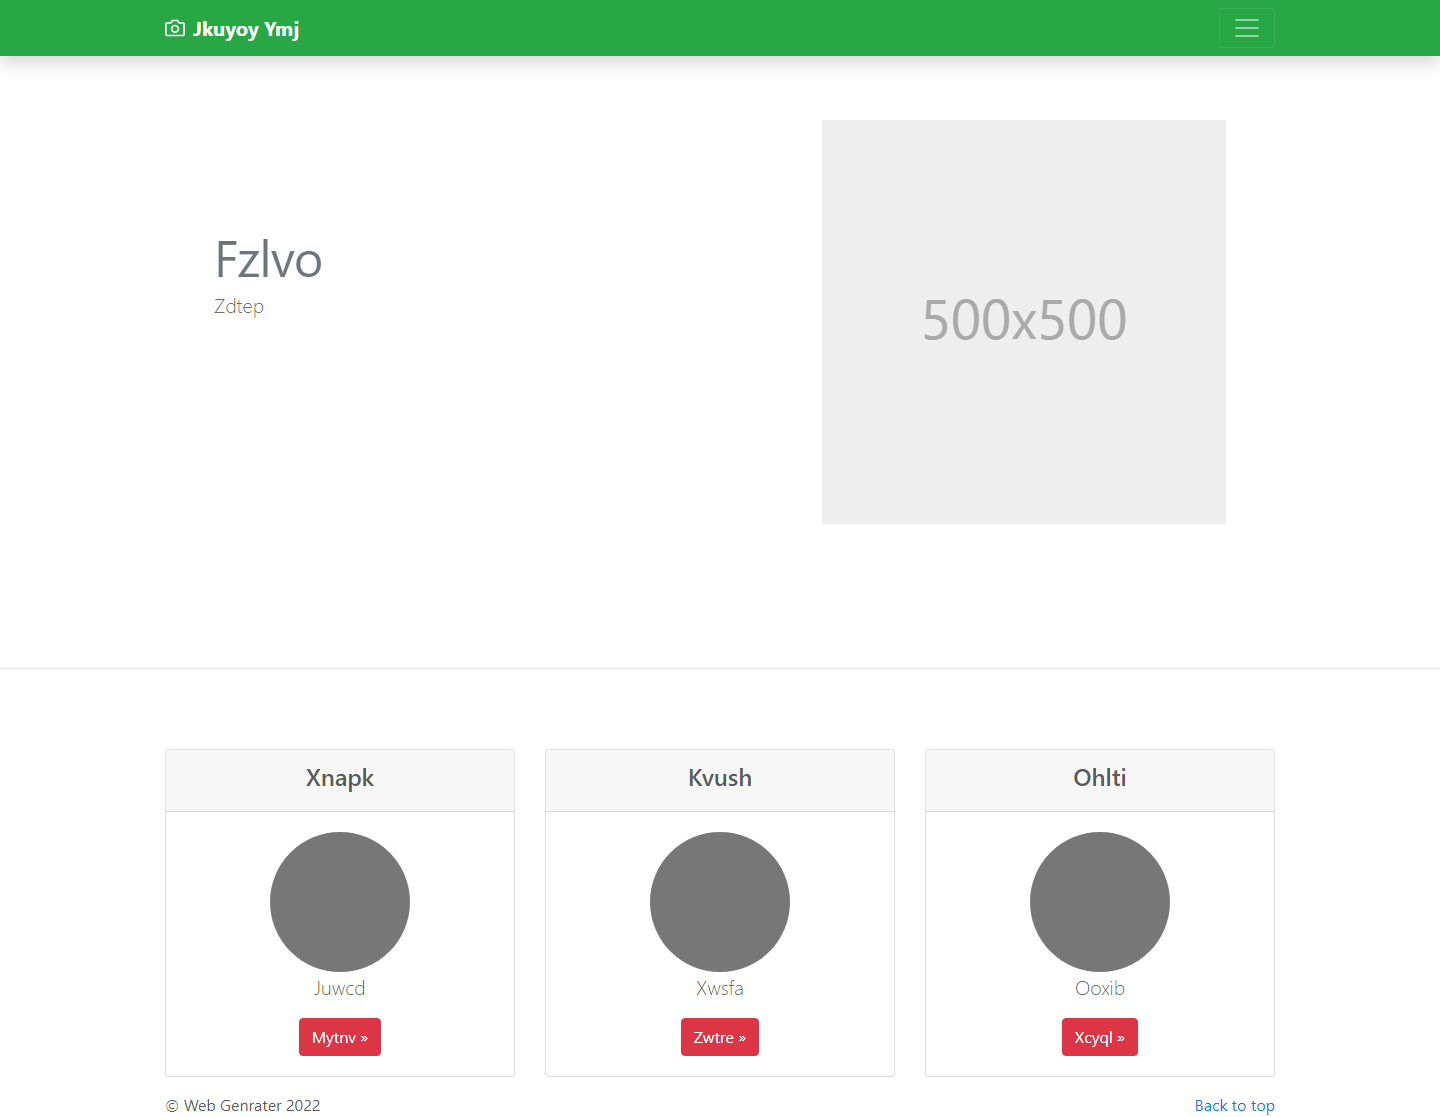 Jkuyoy Ymj
Fzlvo
Zdtep
500x500
Xnapk
Kvush
Ohlti
Juwcd
Xwsfa
Ooxib
Mytnv »
Zwtre »
Xcyql »
© Web Genrater 2022
Back to top